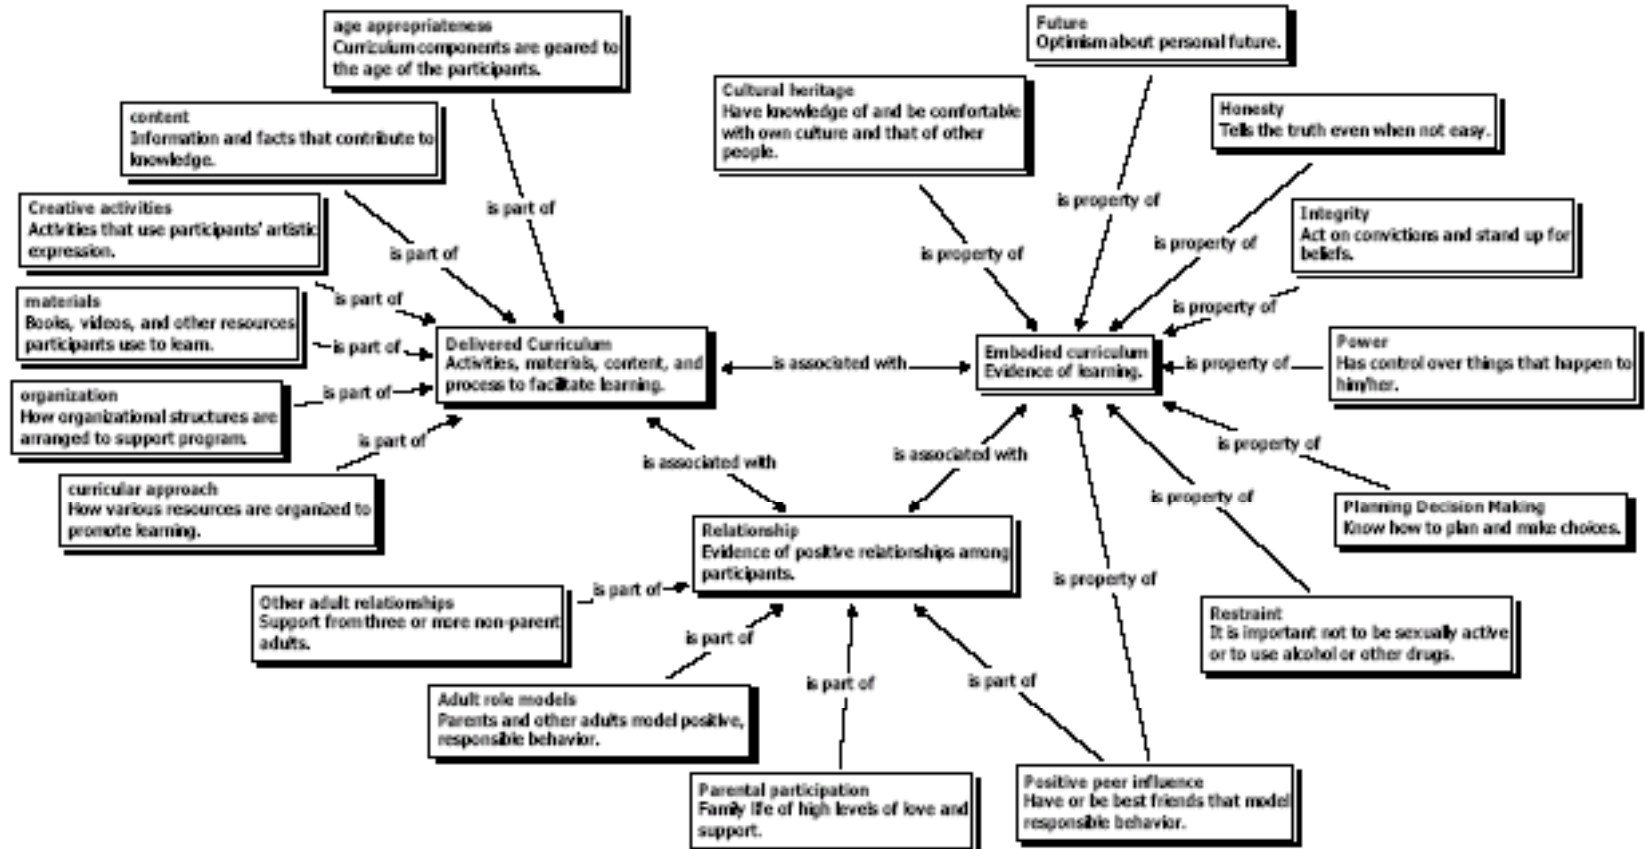 age appropriateness
Curriculum components are geared to
the age of the participants.
Future
Optimism about personal future.
content
Information and facts that contribute to
knowledge.
Cultural heritage
Have knowledge of and be comfortable
with own culture and that of other
people.
Honesty
Tells the truth even when not easy.
Creative activities
Activities that use participants' artistic
expression.
Integrity
Act on convictions and stand up for
beliefs.
is part of
is property of
is part of
is property of
is property of
materials
Books, videos, and other resources
participants use to learn.
is part of
is property of
is part of
Delivered Curriculum
Activities, materials, content, and
process to facilitate learning.
is associated with
Embodied curriculum
Evidence of learning.
is property of
Power
Has control over things that happen to
him/her.
organization
How organizational structures are
arranged to support program.
is part of
is part of
is associated with
is associated with
is property of
curricular approach
How various resources are organized to
promote learning.
is property of
Planning Decision Making
Know how to plan and make choices.
Relationship
Evidence of positive relationships among
participants.
is property of
Other adult relationships
Support from three or more non-parent
adults.
is part of
Restraint
It is important not to be sexually active
or to use alcohol or other drugs.
is part of
is part of
is part of
Adult role models
Parents and other adults model positive,
responsible behavior.
Parental participation
Family life of high levels of love and
support.
Positive peer influence
Have or be best friends that model
responsible behavior.